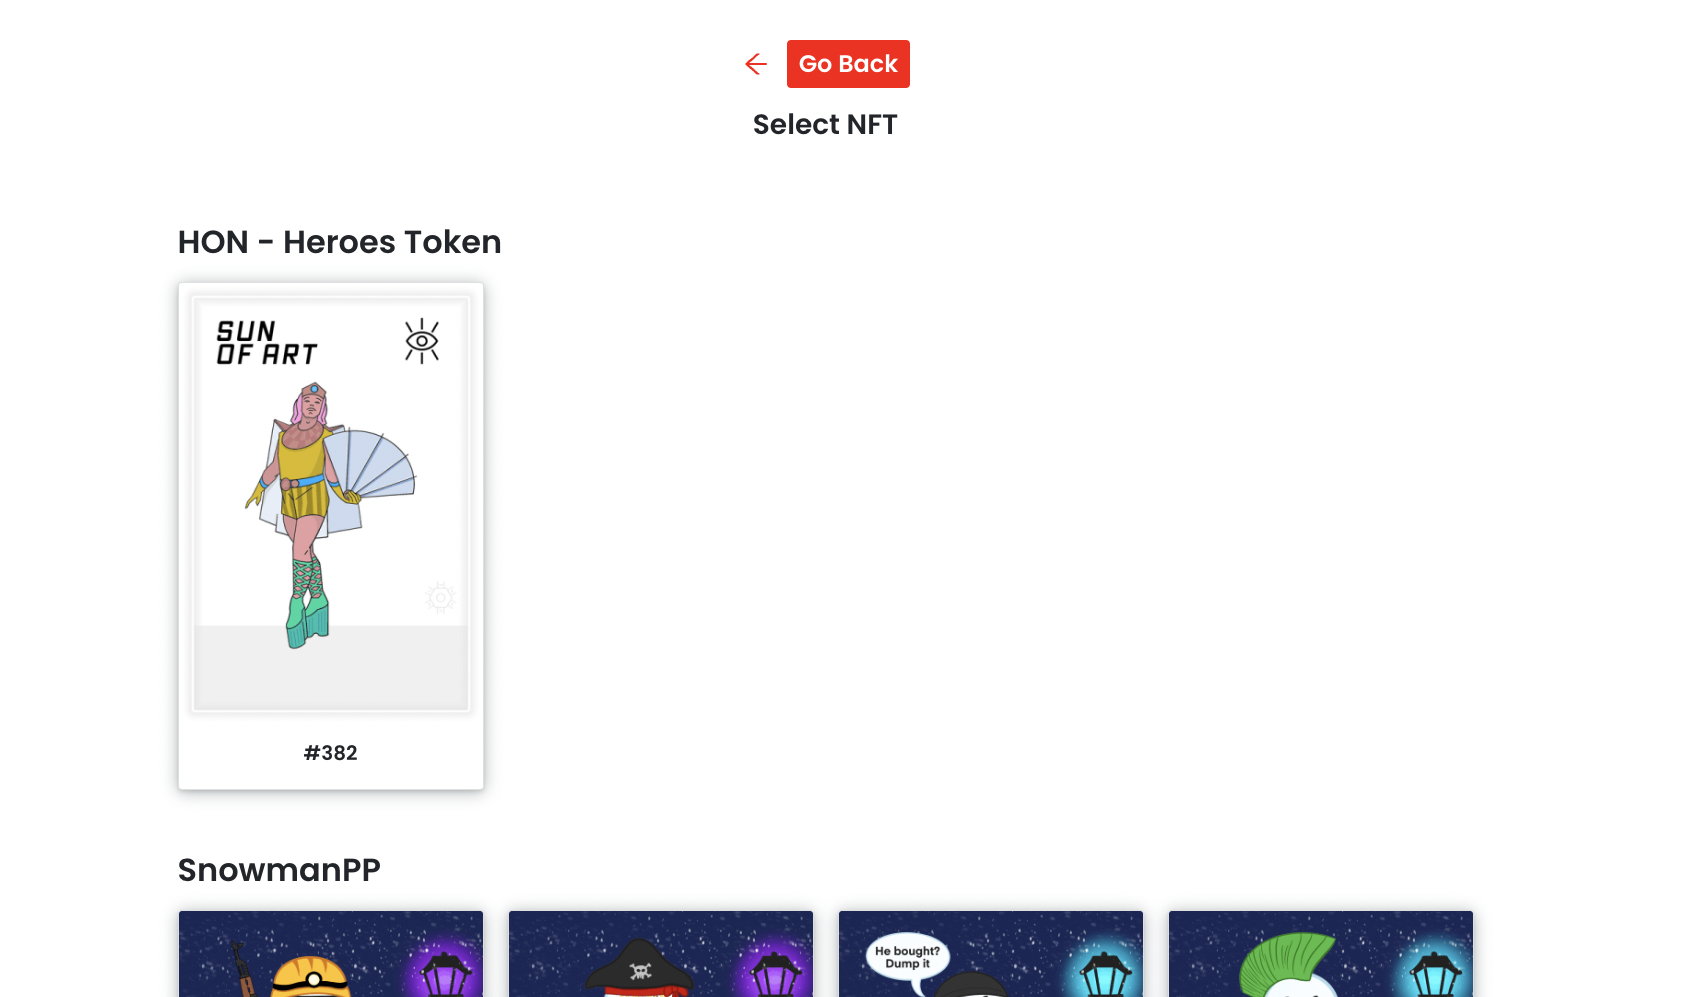 Go Back
Select NFT
HON - Heroes Token
SUN
OF ART
#382
SnowmanPP
He bought?
Dump it